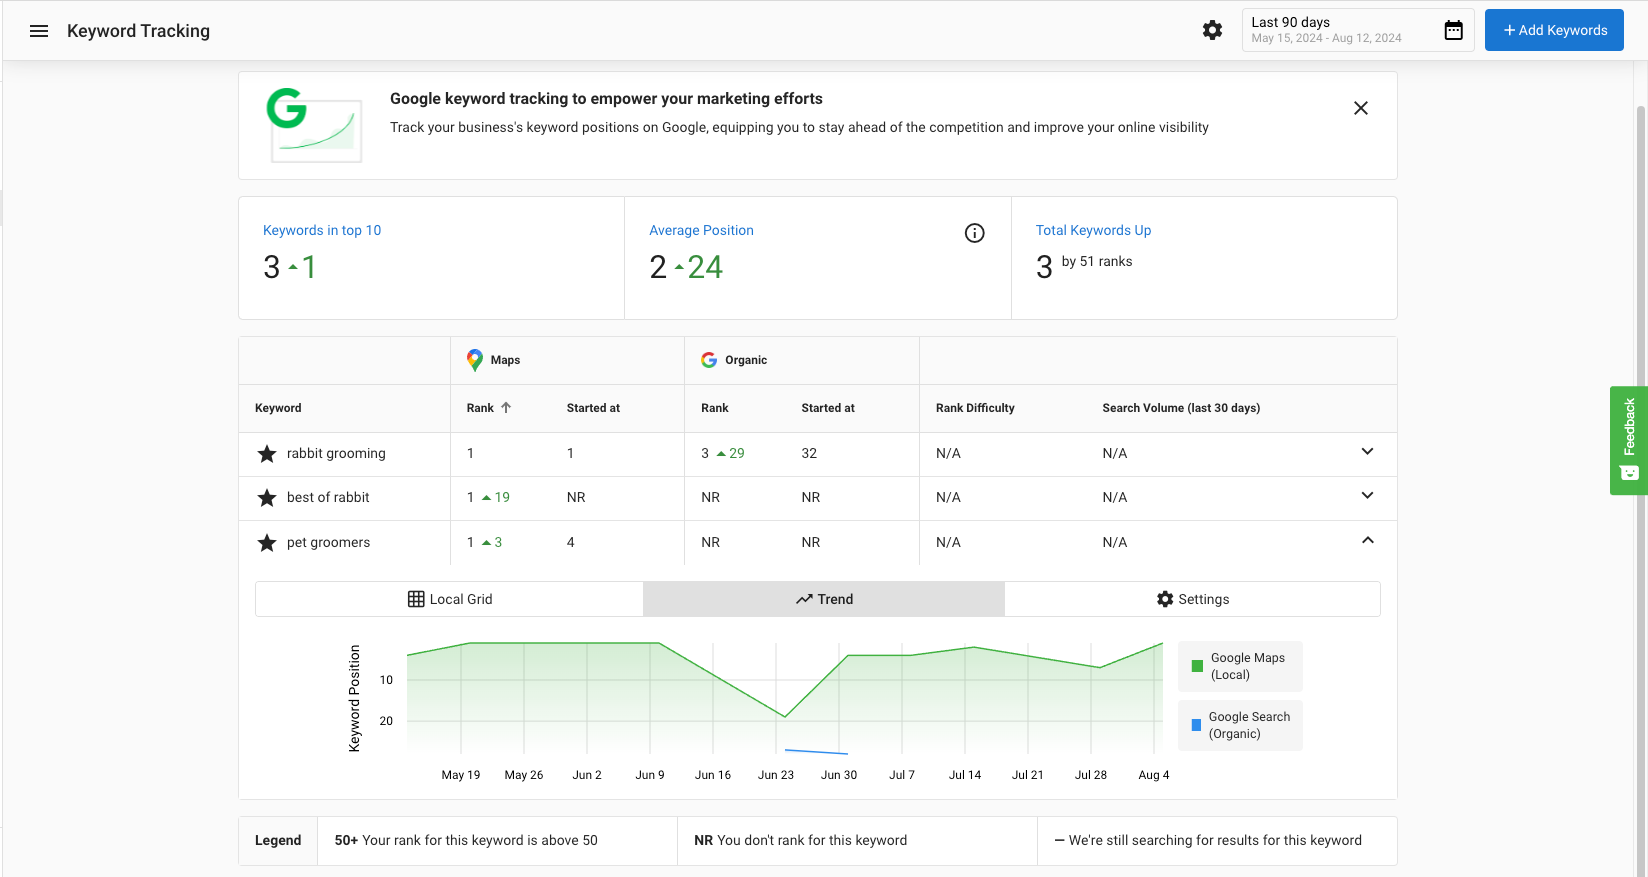 Keyword Tracking
Last 90 days
May 15, 2024 - Aug 12, 2024
+ Add Keywords
Google keyword tracking to empower your marketing efforts
Track your business's keyword positions on Google, equipping you to stay ahead of the competition and improve your online visibility
Keywords in top 10
3 1
Average Position
2 24
Total Keywords Up
3 by 51 ranks
Maps Organic
Keyword Rank Started at Rank Started at Rank Difficulty Search Volume (last 30 days)
rabbit grooming 1 1 3 29 32 N/A N/A
best of rabbit 1 19 NR NR NR N/A N/A
pet groomers 1 3 4 NR NR N/A N/A
Local Grid Trend Settings
Keyword Position
10
20
May 19 May 26 Jun 2 Jun 9 Jun 16 Jun 23 Jun 30 Jul 7 Jul 14 Jul 21 Jul 28 Aug 4
Google Maps
(Local)
Google Search
(Organic)
Legend 50+ Your rank for this keyword is above 50 NR You don't rank for this keyword — We're still searching for results for this keyword
Feedback